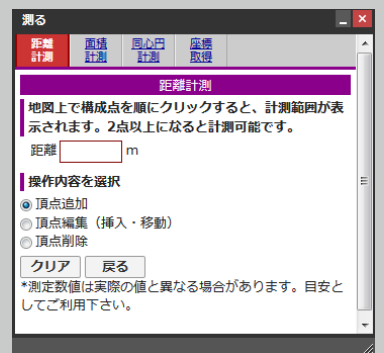 測る
距離計測 面積計測 同心円計測 座標取得
距離計測
地図上で構成点を順にクリックすると、計測範囲が表
示されます。2点以上になると計測可能です。
距離 m
操作内容を選択
頂点追加
頂点編集（挿入・移動）
頂点削除
クリア 戻る
*測定数値は実際の値と異なる場合があります。目安と
してご利用下さい。